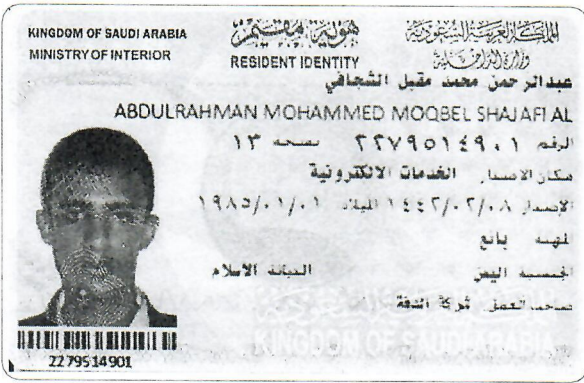 KINGDOM OF SAUDI ARABIA
MINISTRY OF INTERIOR
هوية مقيم
RESIDENT IDENTITY
المملكة العربية السعودية
وزارة الداخلية
عبدالرحمن محمد مقبل الشجافي
ABDULRAHMAN MOHAMMED MOQBEL SHAJAFI AL
الرقم ٢٢٧٩٥١٤٩٠١ نسخة ١٣
مكان الاصدار الخدمات الالكترونية
الإصدار ١٤٤٢/٠٢/٠٨ الميلاد ١٩٨٥/٠١/٠١
المهنة بائع
الجنسية اليمن الديانة الاسلام
صاحب العمل شركة
KINGDOM OF SAUDI ARABIA
2279514901